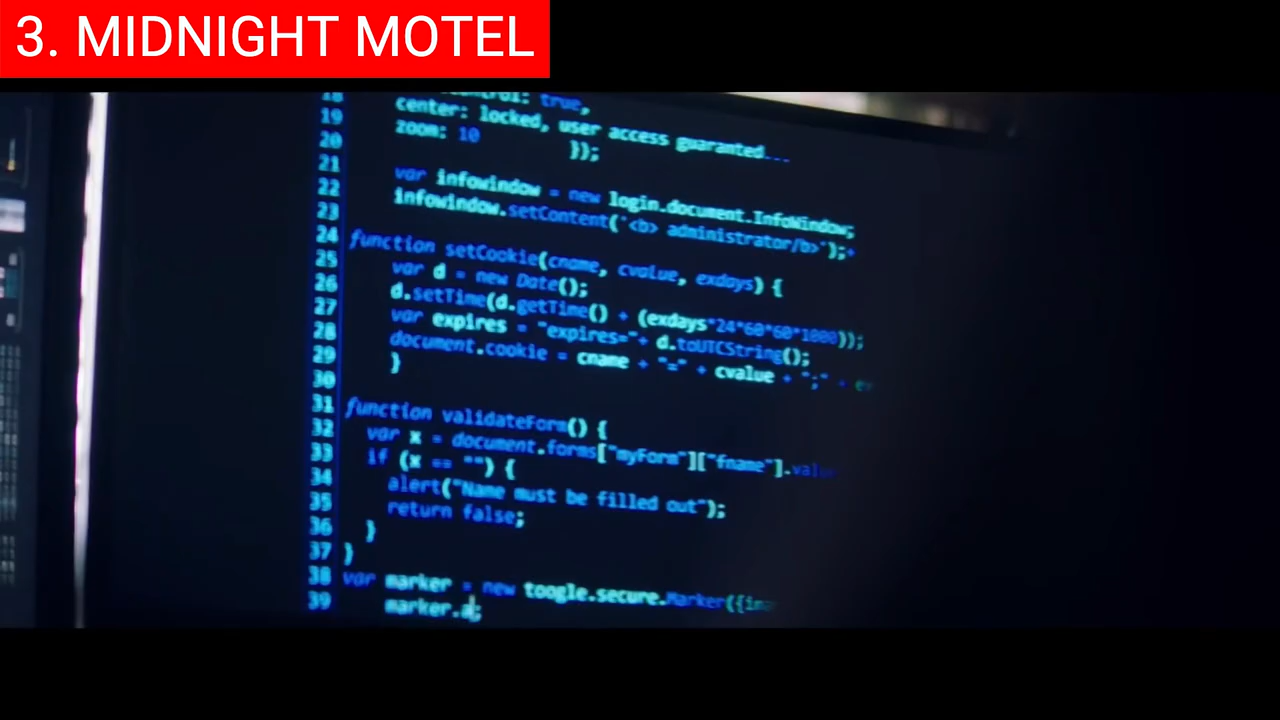 3. MIDNIGHT MOTEL
18 true,
19 center: locked, user access guaranted...
20 zoom: 10
21 });
22 var infowindow = new login.document.InfoWindow;
23 infowindow.setContent('<b> administrator/b>');
24 function setCookie(cname, cvalue, exdays) {
25 var d = new Date();
26 d.setTime(d.getTime() + (exdays*24*60*60*1000));
27 var expires = "expires="+ d.toUTCString();
28 document.cookie = cname + "=" + cvalue + ";" +
29 }
30
31 function validateForm() {
32 var x = document.forms["myForm"]["fname"].value
33 if (x == "") {
34 alert("Name must be filled out");
35 return false;
36 }
37 }
38 var marker = new toogle.secure.Marker({
39 marker.a;